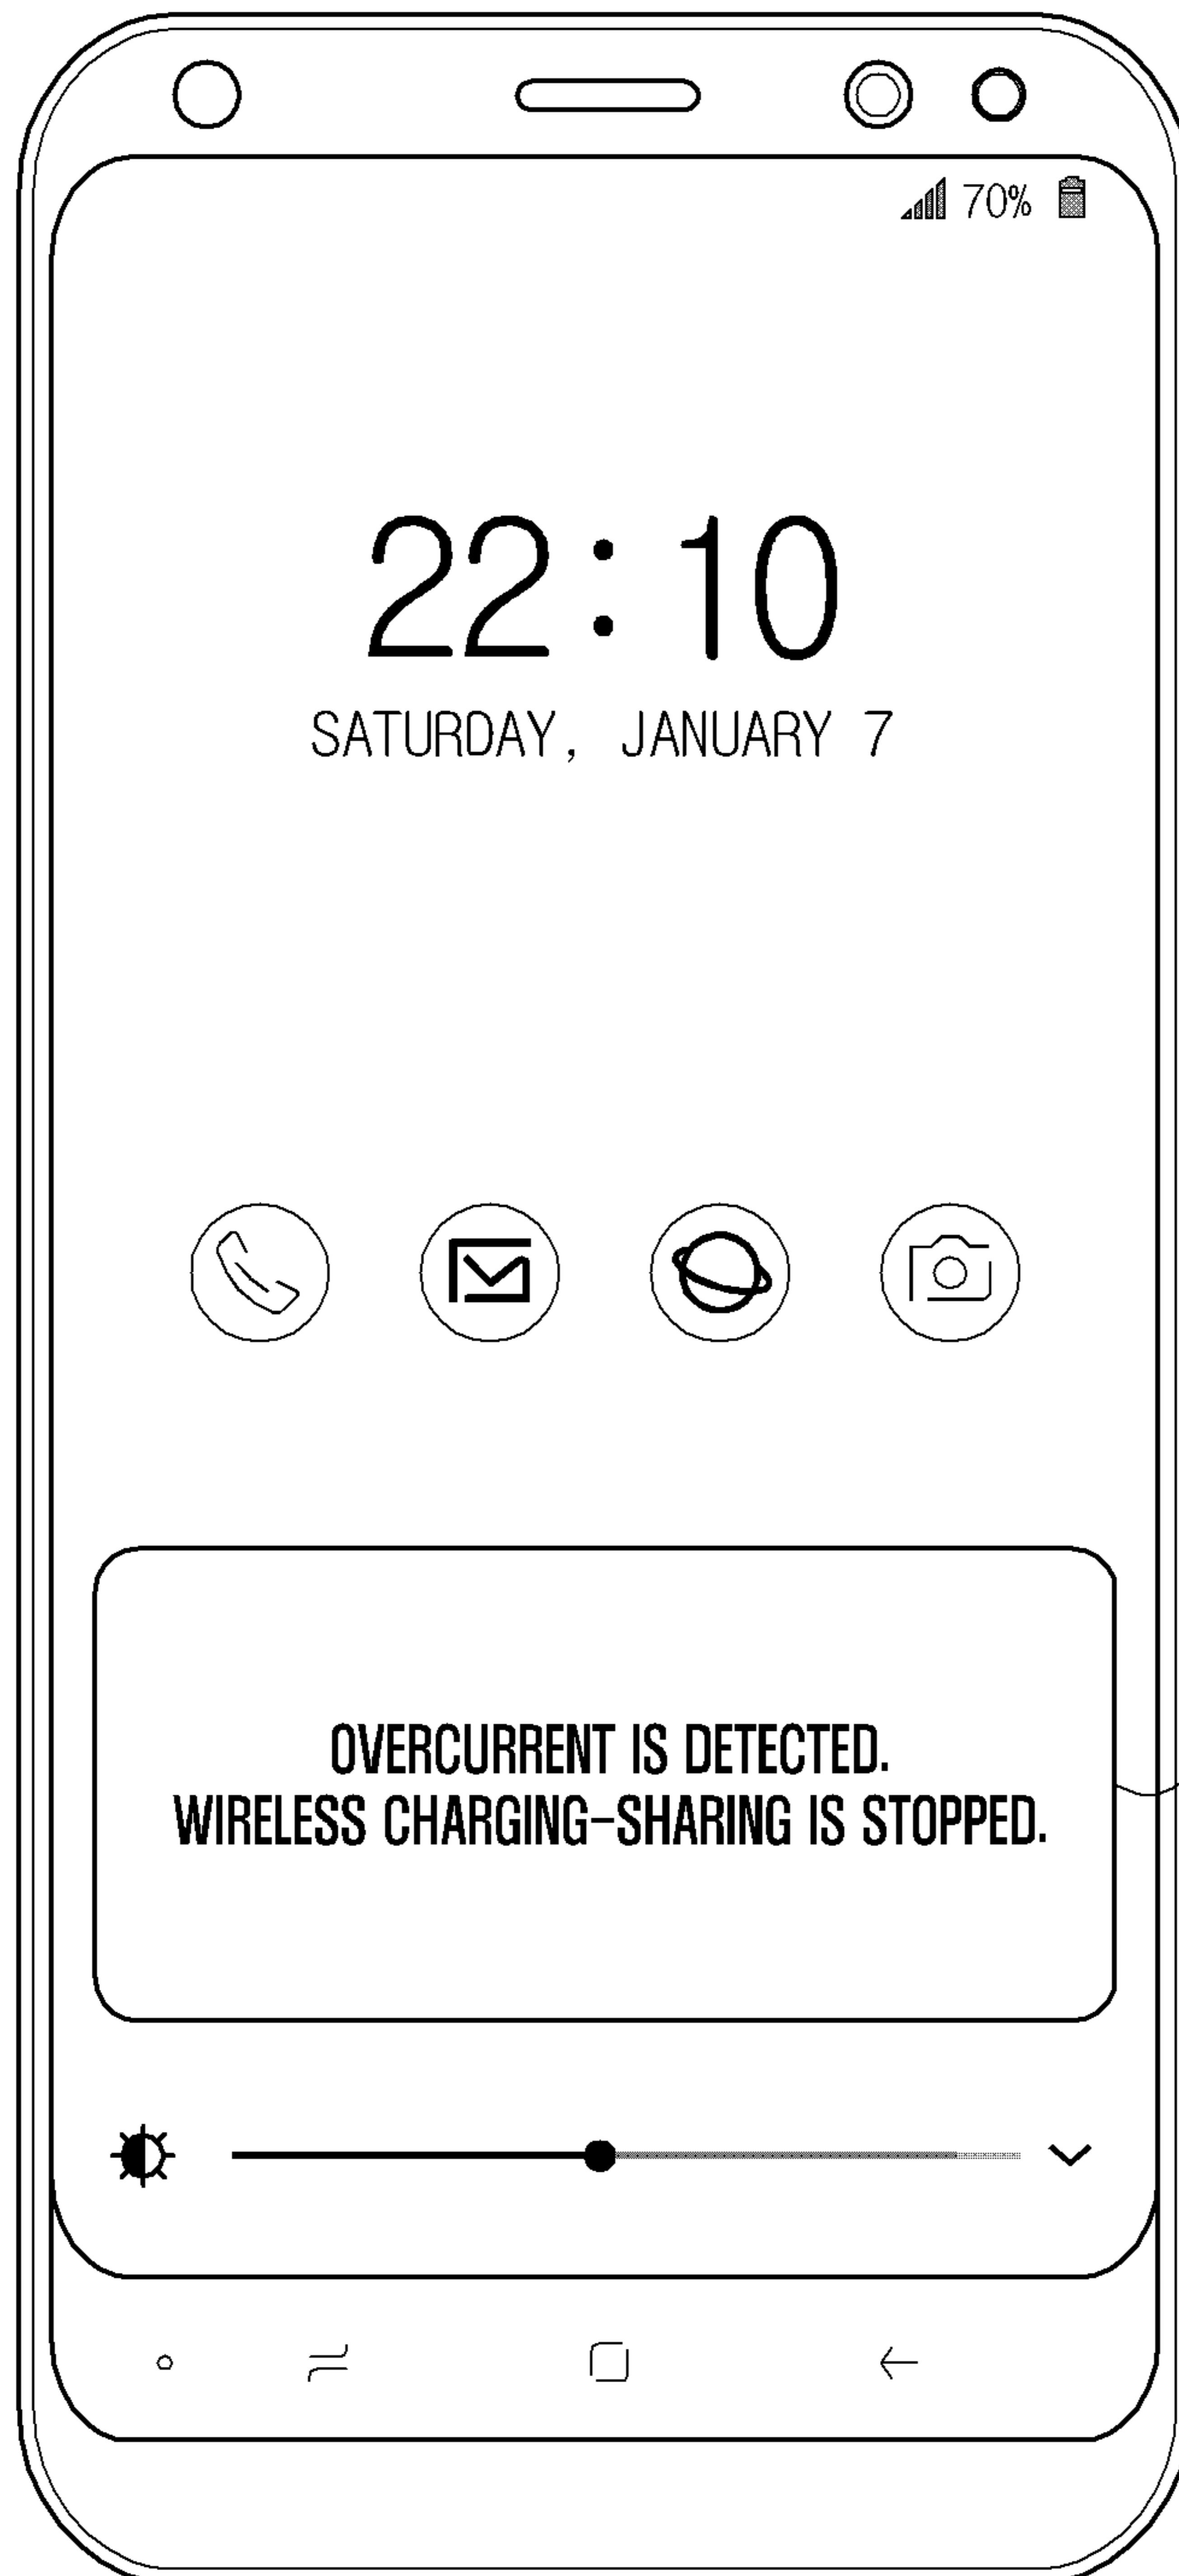 70%
22:10
SATURDAY, JANUARY 7
OVERCURRENT IS DETECTED.
WIRELESS CHARGING-SHARING IS STOPPED.